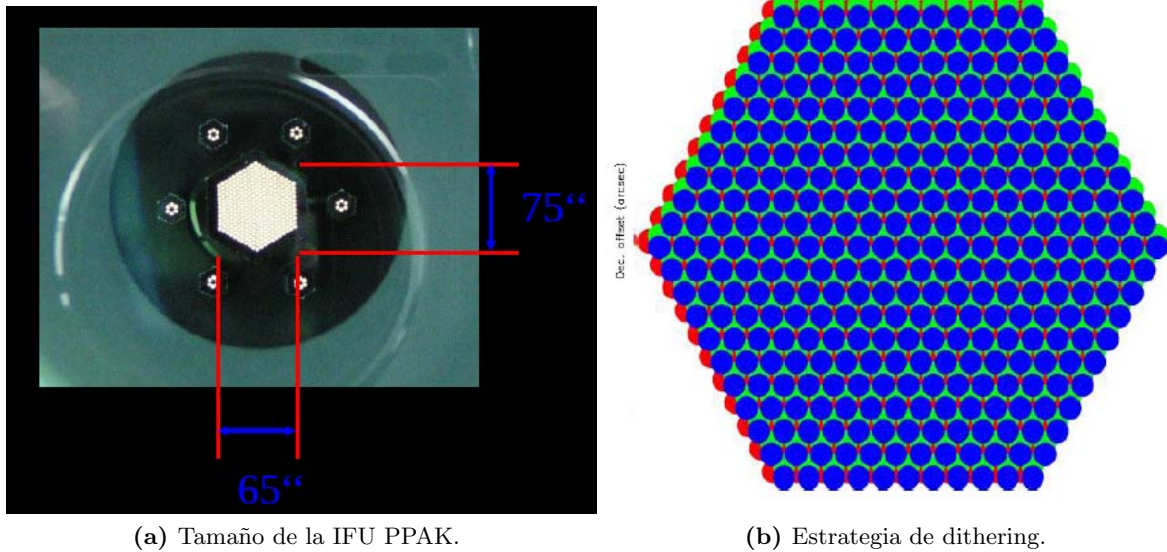 75“
65“
Dec. offset (arcsec)
(a) Tamaño de la IFU PPAK.
(b) Estrategia de dithering.